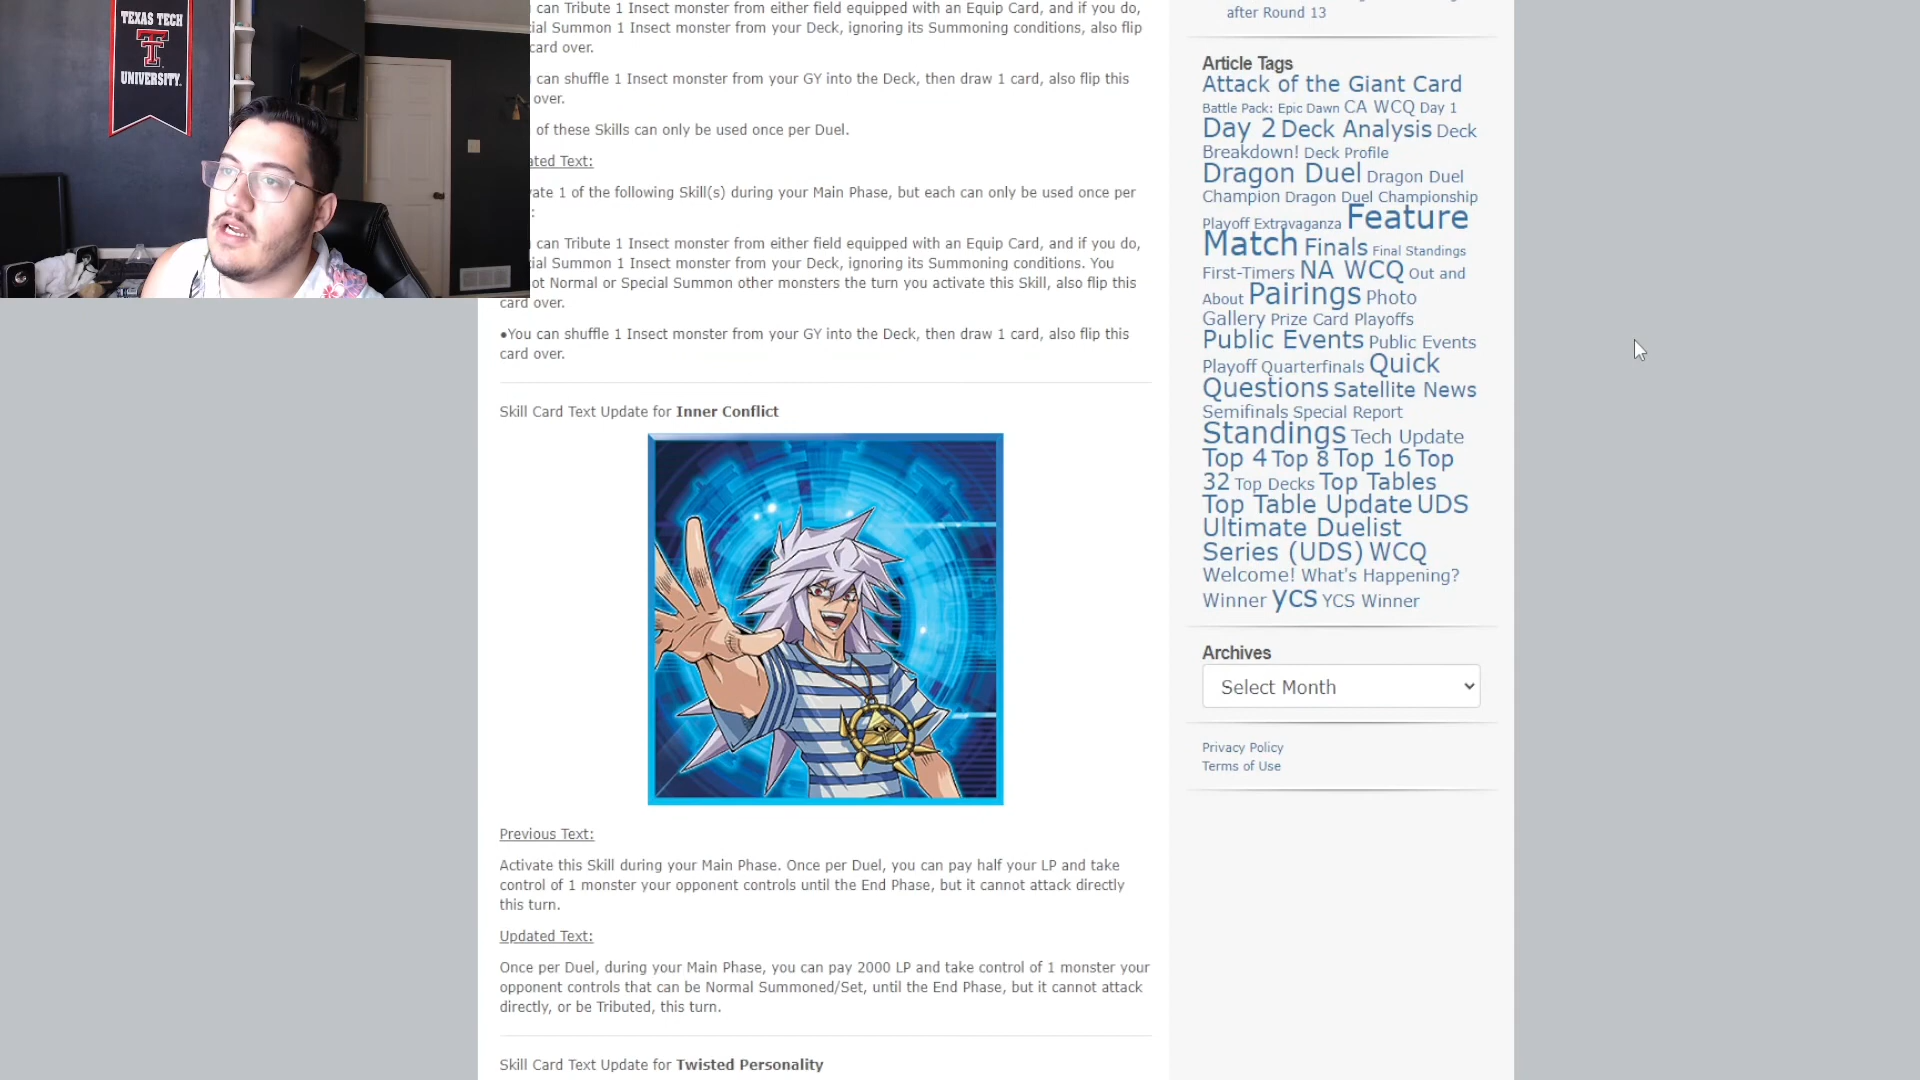 TEXAS TECH
UNIVERSITY.
can Tribute 1 Insect monster from either field equipped with an Equip Card, and if you do,
ial Summon 1 Insect monster from your Deck, ignoring its Summoning conditions, also flip
card over.
can shuffle 1 Insect monster from your GY into the Deck, then draw 1 card, also flip this
over.
of these Skills can only be used once per Duel.
ated Text:
vate 1 of the following Skill(s) during your Main Phase, but each can only be used once per
:
can Tribute 1 Insect monster from either field equipped with an Equip Card, and if you do,
ial Summon 1 Insect monster from your Deck, ignoring its Summoning conditions. You
ot Normal or Special Summon other monsters the turn you activate this Skill, also flip this
card over.
●You can shuffle 1 Insect monster from your GY into the Deck, then draw 1 card, also flip this
card over.
Skill Card Text Update for Inner Conflict
Previous Text:
Activate this Skill during your Main Phase. Once per Duel, you can pay half your LP and take
control of 1 monster your opponent controls until the End Phase, but it cannot attack directly
this turn.
Updated Text:
Once per Duel, during your Main Phase, you can pay 2000 LP and take control of 1 monster your
opponent controls that can be Normal Summoned/Set, until the End Phase, but it cannot attack
directly, or be Tributed, this turn.
Skill Card Text Update for Twisted Personality
after Round 13
Article Tags
Attack of the Giant Card
Battle Pack: Epic Dawn CA WCQ Day 1
Day 2 Deck Analysis Deck
Breakdown! Deck Profile
Dragon Duel Dragon Duel
Champion Dragon Duel Championship
Playoff Extravaganza Feature
Match Finals Final Standings
First-Timers NA WCQ Out and
About Pairings Photo
Gallery Prize Card Playoffs
Public Events Public Events
Playoff Quarterfinals Quick
Questions Satellite News
Semifinals Special Report
Standings Tech Update
Top 4 Top 8 Top 16 Top
32 Top Decks Top Tables
Top Table Update UDS
Ultimate Duelist
Series (UDS) WCQ
Welcome! What's Happening?
Winner ycs YCS Winner
Archives
Select Month
Privacy Policy
Terms of Use